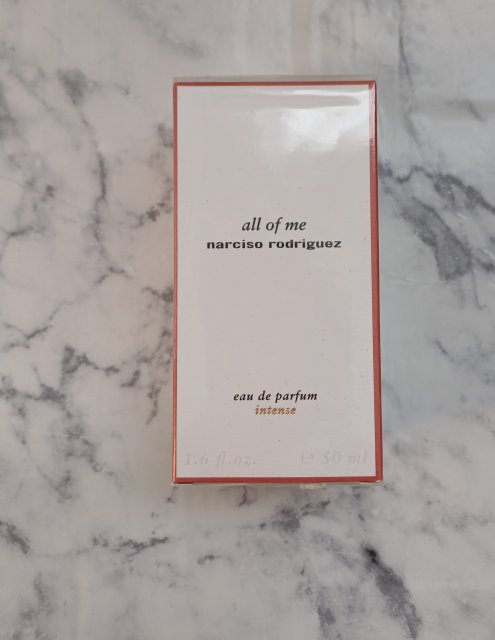 all of me
narciso rodriguez
eau de parfum
intense
1.6 fl.oz. ℮ 50 ml